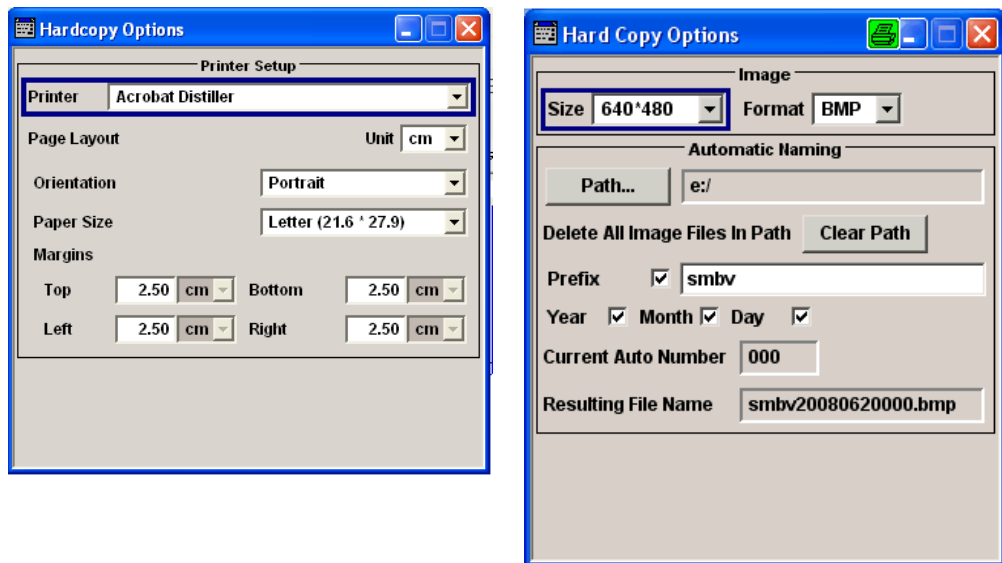 Hardcopy Options
Printer Setup
Printer Acrobat Distiller
Page Layout Unit cm
Orientation Portrait
Paper Size Letter (21.6 * 27.9)
Margins
Top 2.50 cm Bottom 2.50 cm
Left 2.50 cm Right 2.50 cm
Hard Copy Options
Image
Size 640*480 Format BMP
Automatic Naming
Path... e:/
Delete All Image Files In Path Clear Path
Prefix smbv
Year Month Day
Current Auto Number 000
Resulting File Name smbv20080620000.bmp